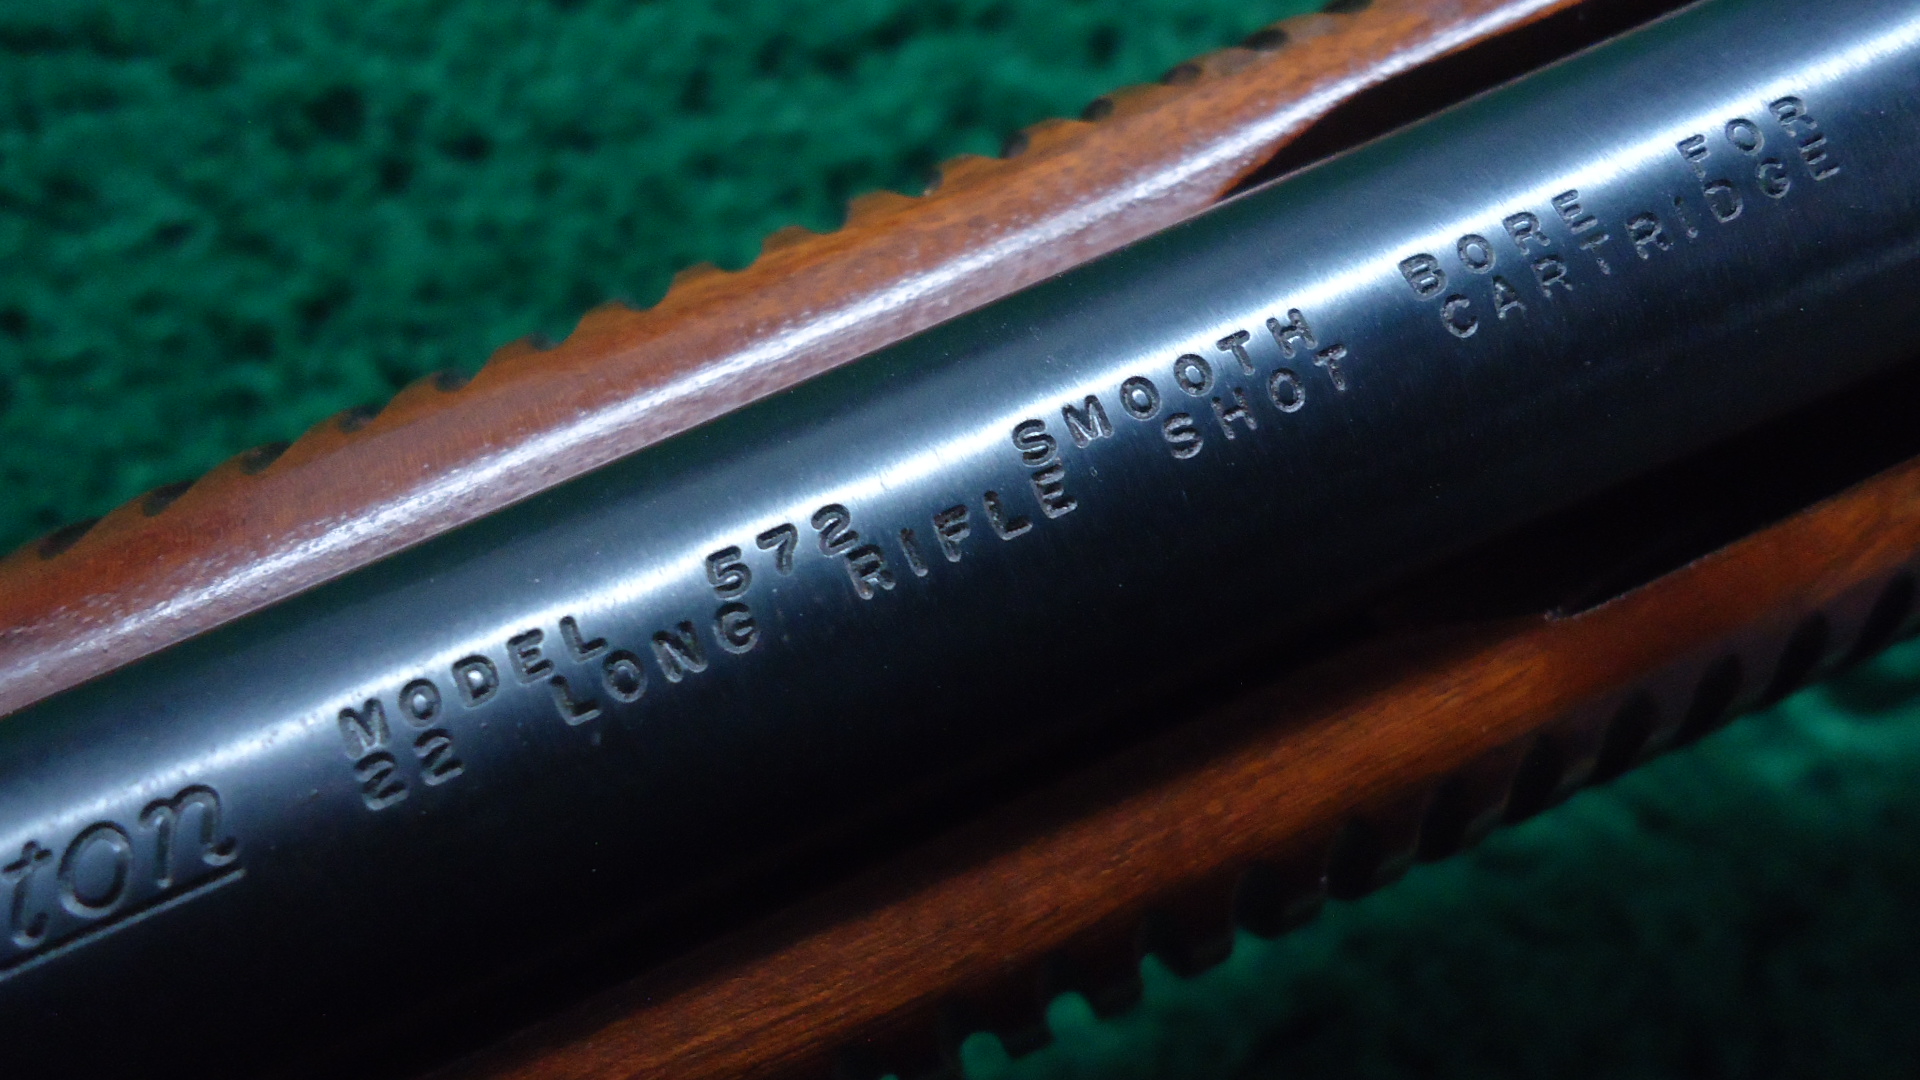 ton
MODEL 572 SMOOTH BORE FOR
22 LONG RIFLE SHOT CARTRIDGE